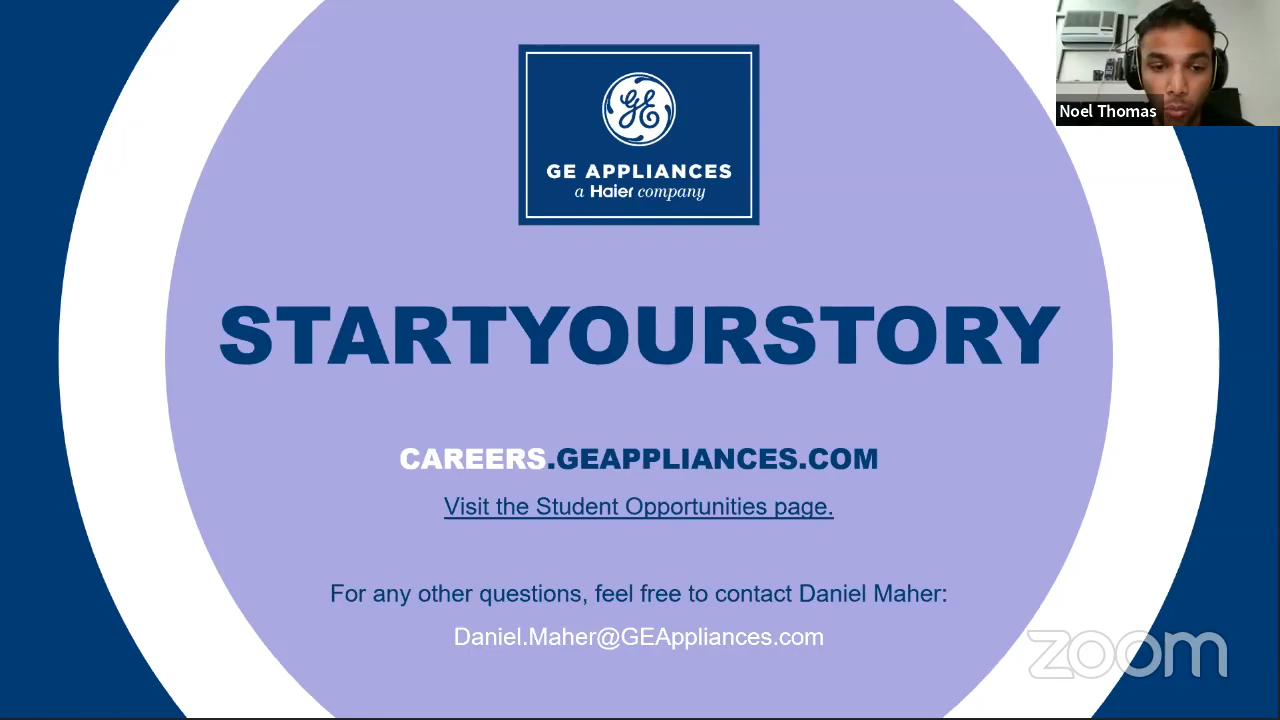 GE
GE APPLIANCES
a Haier company
Noel Thomas
STARTYOURSTORY
CAREERS.GEAPPLIANCES.COM
Visit the Student Opportunities page.
For any other questions, feel free to contact Daniel Maher:
Daniel.Maher@GEAppliances.com
zoom